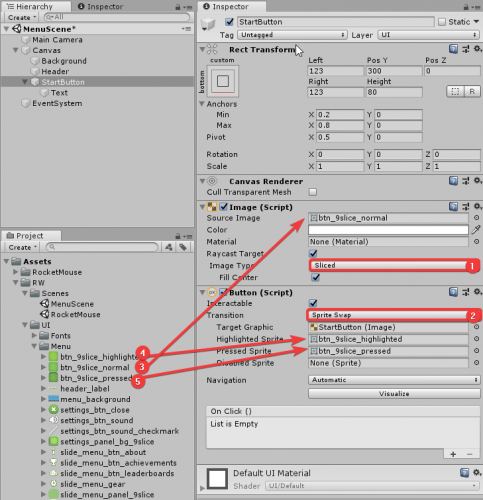 Hierarchy
Create
All
MenuScene*
Main Camera
Canvas
Background
Header
StartButton
Text
EventSystem
Project
Create
Assets
RocketMouse
RW
Scenes
MenuScene
RocketMouse
UI
Fonts
Menu
btn_9slice_highlighted 4
btn_9slice_normal 3
btn_9slice_pressed 5
header_label
menu_background
settings_btn_close
settings_btn_sound
settings_btn_sound_checkmark
settings_panel_bg_9slice
slide_menu_btn_about
slide_menu_btn_achievements
slide_menu_btn_leaderboards
slide_menu_gear
slide_menu_panel_9slice
Inspector
StartButton Static
Tag Untagged Layer UI
Rect Transform
custom Left Pos Y Pos Z
bottom 123 300 0
Right Height
123 80 R
Anchors
Min X 0.2 Y 0
Max X 0.8 Y 0
Pivot X 0.5 Y 0
Rotation X 0 Y 0 Z 0
Scale X 1 Y 1 Z 1
Canvas Renderer
Cull Transparent Mesh
Image (Script)
Source Image btn_9slice_normal
Color
Material None (Material)
Raycast Target
Image Type Sliced 1
Fill Center
Button (Script)
Interactable
Transition Sprite Swap 2
Target Graphic StartButton (Image)
Highlighted Sprite btn_9slice_highlighted
Pressed Sprite btn_9slice_pressed
Disabled Sprite None (Sprite)
Navigation Automatic
Visualize
On Click ()
List is Empty
+ −
Default UI Material
Shader UI/Default